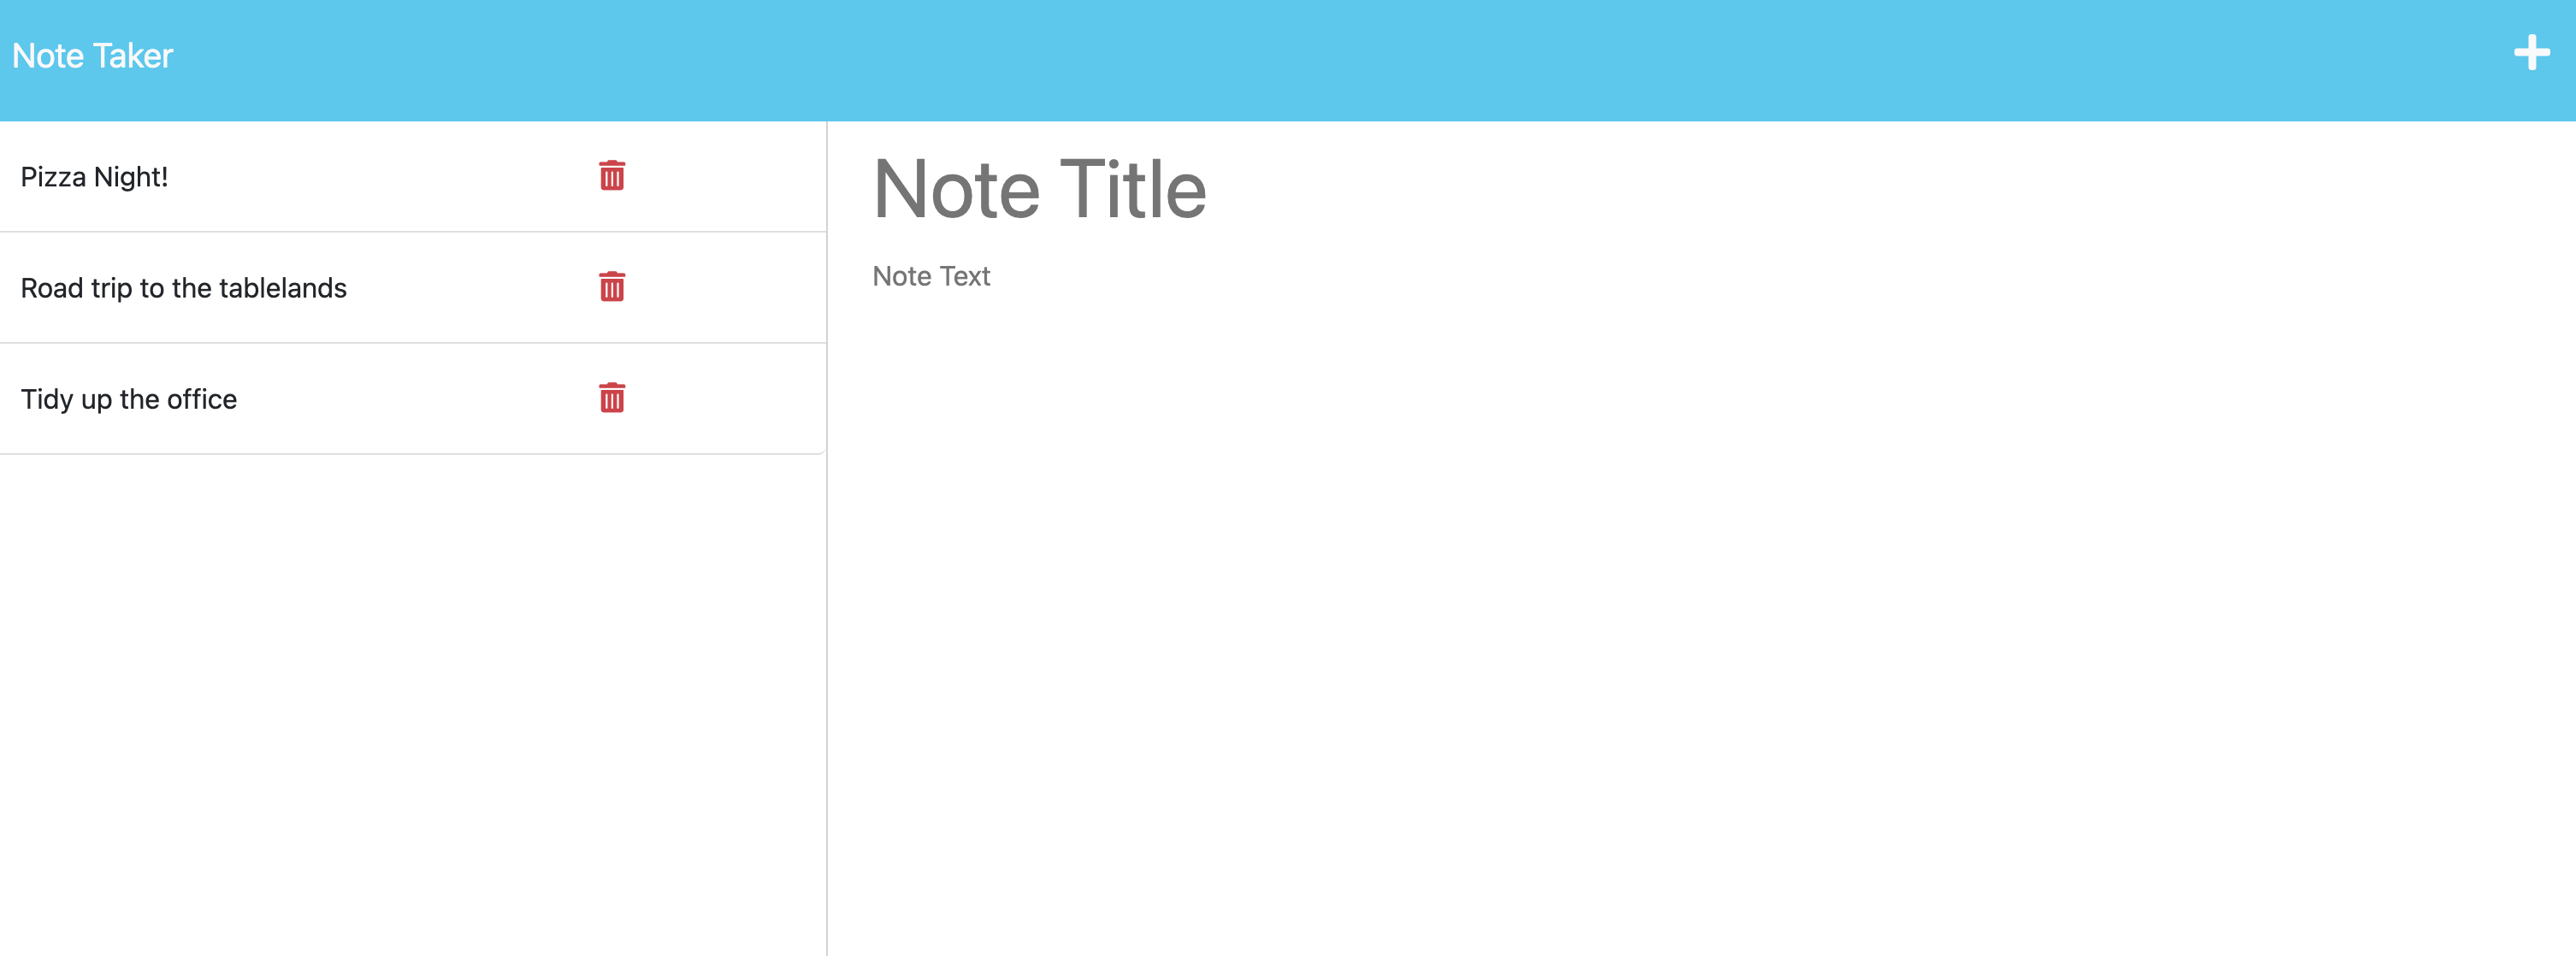 Note Taker
Pizza Night!
Road trip to the tablelands
Tidy up the office
Note Title
Note Text